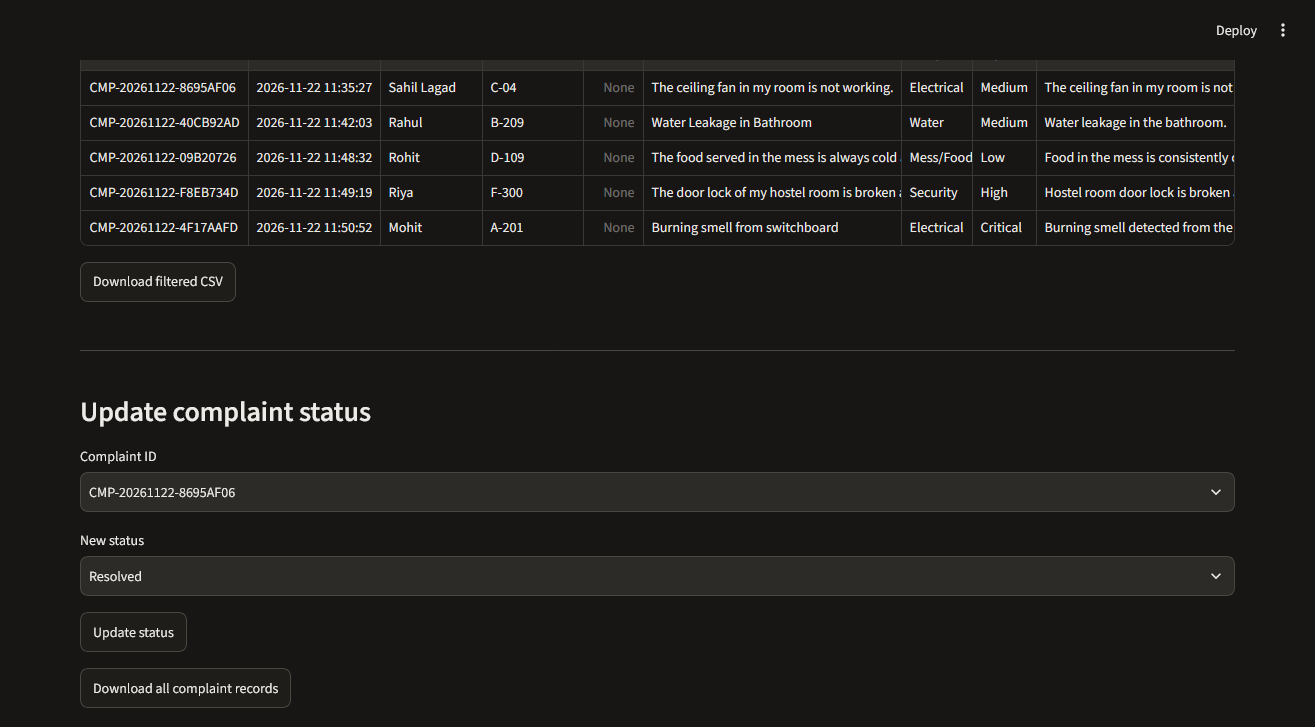 Deploy
CMP-20261122-8695AF06 2026-11-22 11:35:27 Sahil Lagad C-04 None The ceiling fan in my room is not working. Electrical Medium The ceiling fan in my room is not
CMP-20261122-40CB92AD 2026-11-22 11:42:03 Rahul B-209 None Water Leakage in Bathroom Water Medium Water leakage in the bathroom.
CMP-20261122-09B20726 2026-11-22 11:48:32 Rohit D-109 None The food served in the mess is always cold Mess/Food Low Food in the mess is consistently
CMP-20261122-F8EB734D 2026-11-22 11:49:19 Riya F-300 None The door lock of my hostel room is broken Security High Hostel room door lock is broken
CMP-20261122-4F17AAFD 2026-11-22 11:50:52 Mohit A-201 None Burning smell from switchboard Electrical Critical Burning smell detected from the
Download filtered CSV
Update complaint status
Complaint ID
CMP-20261122-8695AF06
New status
Resolved
Update status
Download all complaint records